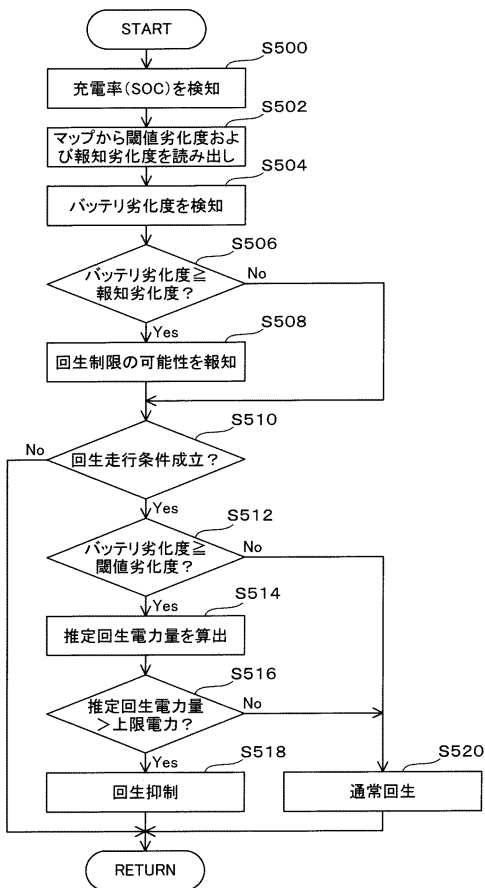 START
S500
充電率(SOC)を検知
S502
マップから閾値劣化度および報知劣化度を読み出し
S504
バッテリ劣化度を検知
S506
バッテリ劣化度≧
報知劣化度？
No
Yes
S508
回生制限の可能性を報知
S510
No
回生走行条件成立？
Yes
S512
バッテリ劣化度≧
閾値劣化度？
No
Yes
S514
推定回生電力量を算出
S516
推定回生電力量
＞上限電力？
No
Yes
S518
回生抑制
S520
通常回生
RETURN